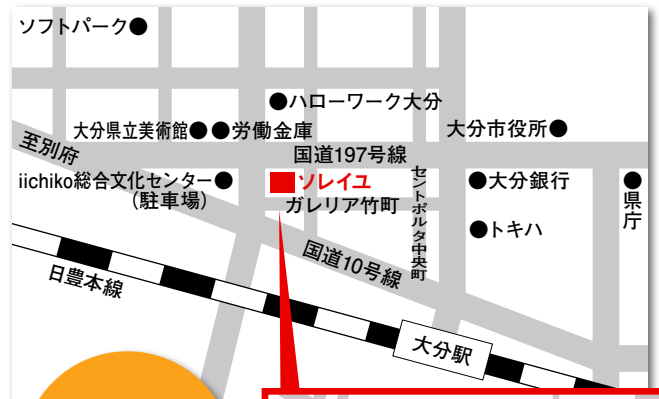 ソフトパーク●
●ハローワーク大分
大分県立美術館●●労働金庫
大分市役所●
至別府
国道197号線
iichiko総合文化センター●
(駐車場)
ソレイユ
ガレリア竹町
セントポルタ中央町
●大分銀行
●県庁
●トキハ
国道10号線
日豊本線
大分駅